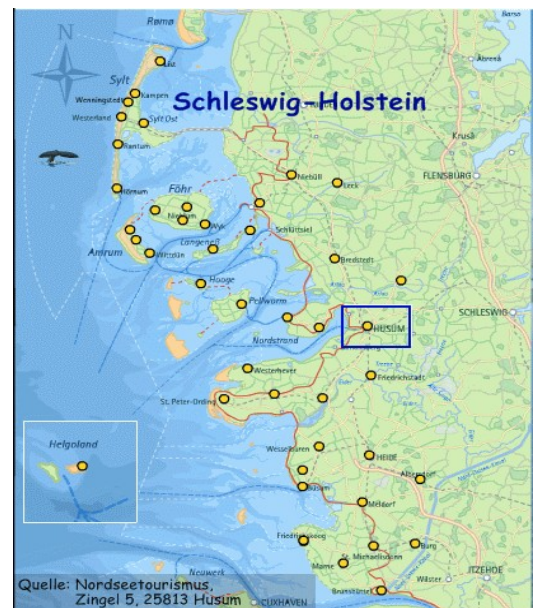 Rømø
Barsø
N
List
Åbenrå
Sylt
Kampen
Wenningstedt
Schleswig-Holstein
Westerland
Sylt Ost
Kruså
Rantum
Niebüll
FLENSBURG
Leck
Hörnum
Föhr
Nieblum
Wyk
Schlüttsiel
Langeneß
Amrum
Wittdün
Bredstedt
Hooge
Pellworm
SCHLESWIG
HUSUM
Nordstrand
Westerhever
Friedrichstadt
St. Peter-Ording
Helgoland
Wesselburen
HEIDE
Albersdorf
Büsum
Meldorf
Friedrichskoog
St. Michaelisdonn
Burg
Marne
Neuwerk
Wilster
ITZEHOE
Quelle: Nordseetourismus,
Zingel 5, 25813 Husum
Brunsbüttel
CUXHAVEN